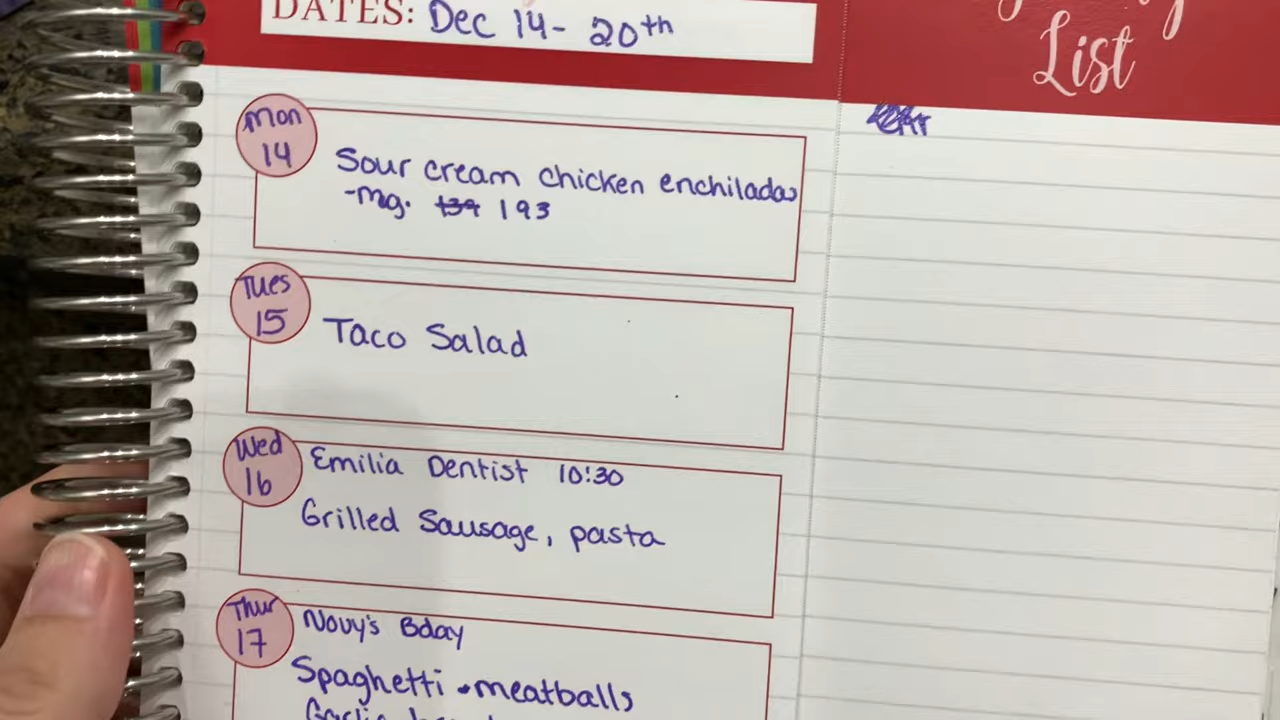 DATES: Dec 14- 20th
List
Mon
14
Sour cream chicken enchiladas
-mg. 193
Tues
15
Taco Salad
Wed
16
Emilia Dentist 10:30
Grilled Sausage, pasta
Thur
17
Novy's Bday
Spaghetti • meatballs
Garlic